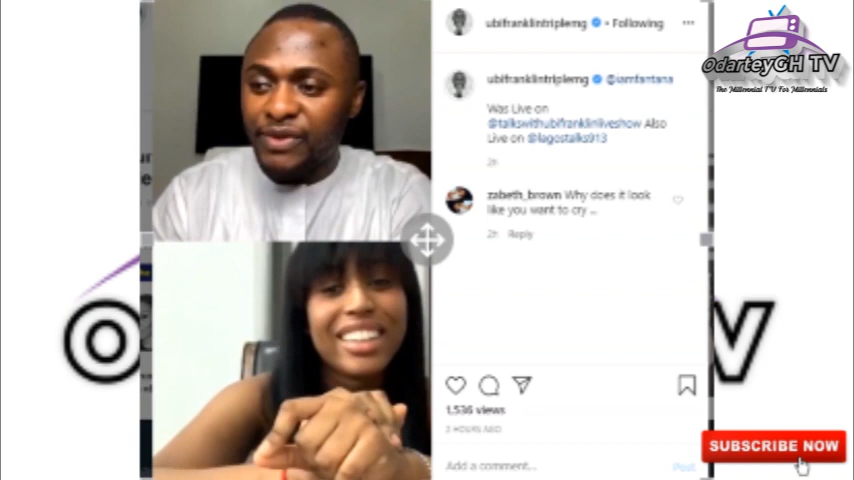 ubifranklintriplemg • Following
ubifranklintriplemg @iamfantana
Was Live on
@talkswithubifranklinliveshow Also
Live on @lagostalks913
2h
zabeth_brown Why does it look
like you want to cry ...
2h Reply
1,536 views
2 HOURS AGO
Add a comment... Post
OdarteyGH TV
The Millennial TV For Millennials
SUBSCRIBE NOW